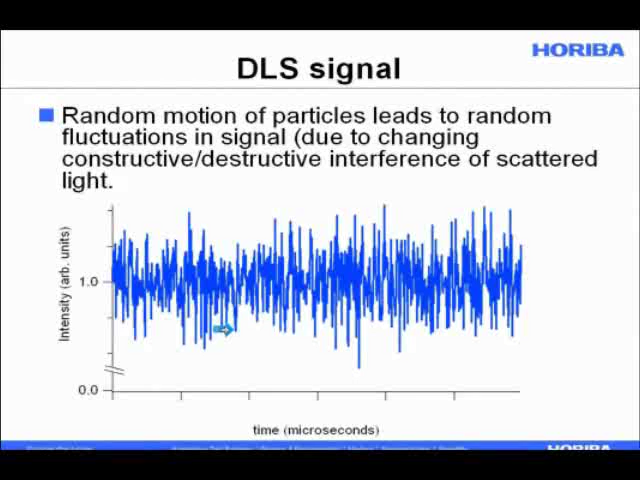 HORIBA
DLS signal
Random motion of particles leads to random
fluctuations in signal (due to changing
constructive/destructive interference of scattered
light.
Intensity (arb. units)
1.0
0.0
time (microseconds)
HORIBA